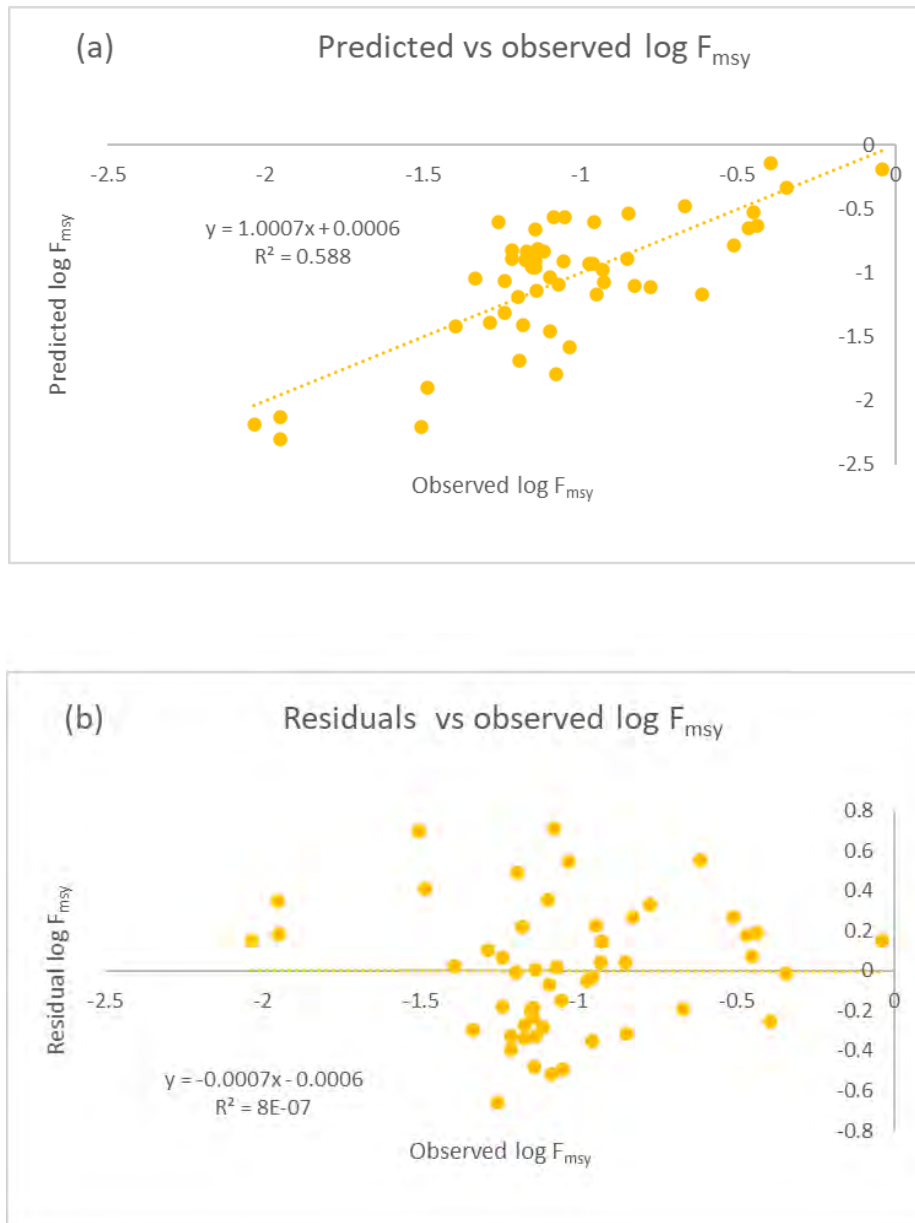 (a) Predicted vs observed log Fmsy
0
-2.5 -2 -1.5 -1 -0.5 0
-0.5
y = 1.0007x + 0.0006
R² = 0.588
-1
-1.5
-2
-2.5
Predicted log Fmsy
Observed log Fmsy
(b) Residuals vs observed log Fmsy
0.8
0.6
0.4
0.2
0
-2.5 -2 -1.5 -1 -0.5 0
-0.2
-0.4
-0.6
-0.8
y = -0.0007x - 0.0006
R² = 8E-07
Residual log Fmsy
Observed log Fmsy